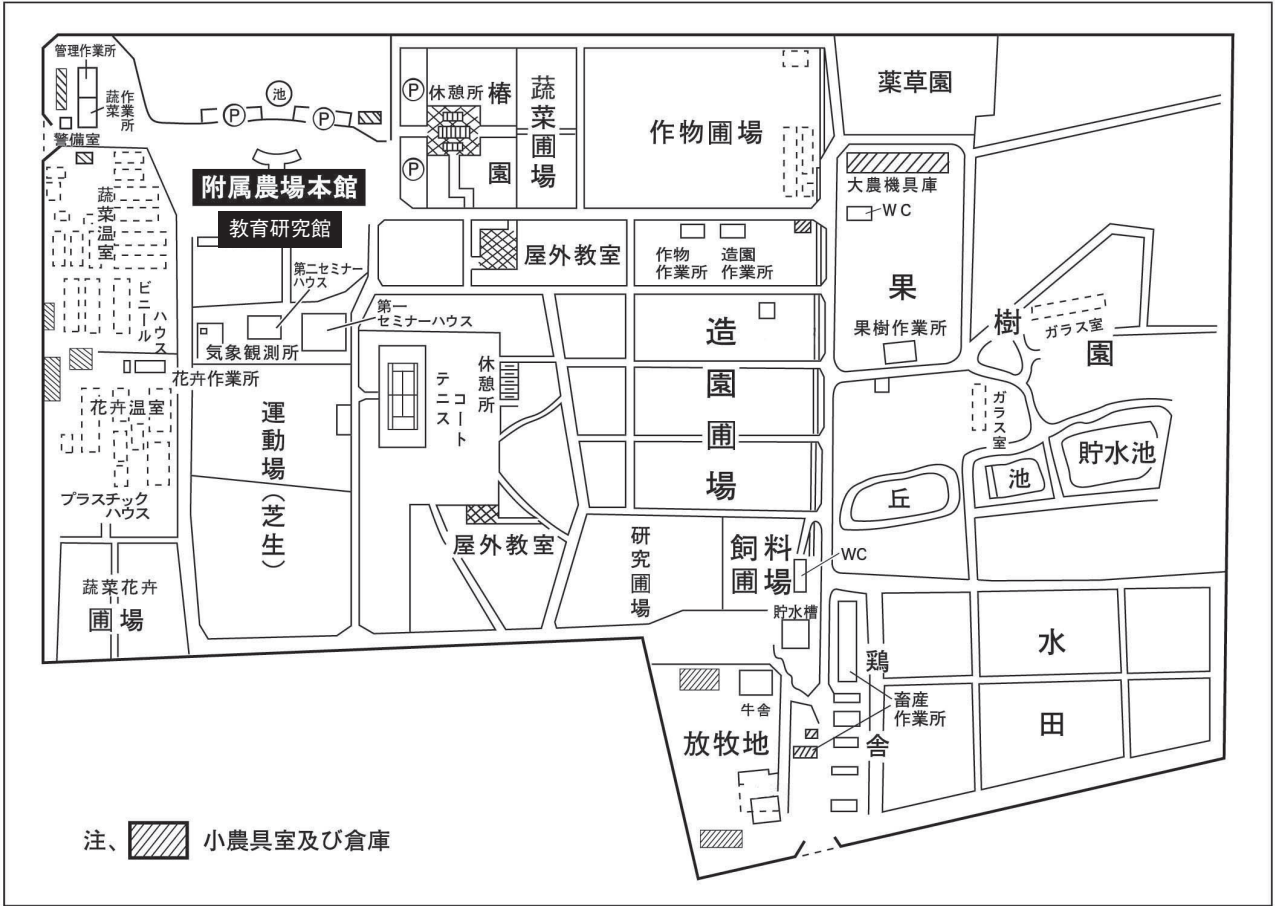 管理作業所
蔬菜
作業所
警備室
池
P
P
P
P
休憩所
椿園
蔬菜圃場
作物圃場
薬草園
大農機具庫
WC
附属農場本館
教育研究館
蔬菜温室
ビニール
ハウス
屋外教室
作物
作業所
造園
作業所
第二セミナー
ハウス
第一
セミナーハウス
気象観測所
花卉作業所
花卉温室
プラスチック
ハウス
蔬菜花卉
圃場
運動場(芝生)
テニス
コート
休憩所
屋外教室
造園圃場
果樹園
果樹作業所
ガラス室
ガラス室
貯水池
池
丘
研究圃場
飼料
圃場
WC
貯水槽
牛舎
放牧地
鶏舎
畜産
作業所
水田
注、小農具室及び倉庫